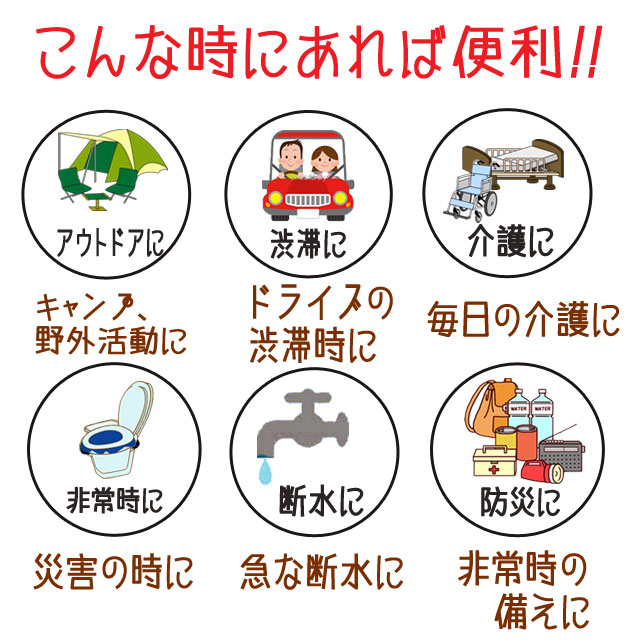 こんな時にあれば便利!!
アウトドアに
渋滞に
介護に
キャンプ、
野外活動に
ドライブの
渋滞時に
毎日の介護に
非常時に
断水に
WATER
WATER
防災に
災害の時に
急な断水に
非常時の
備えに